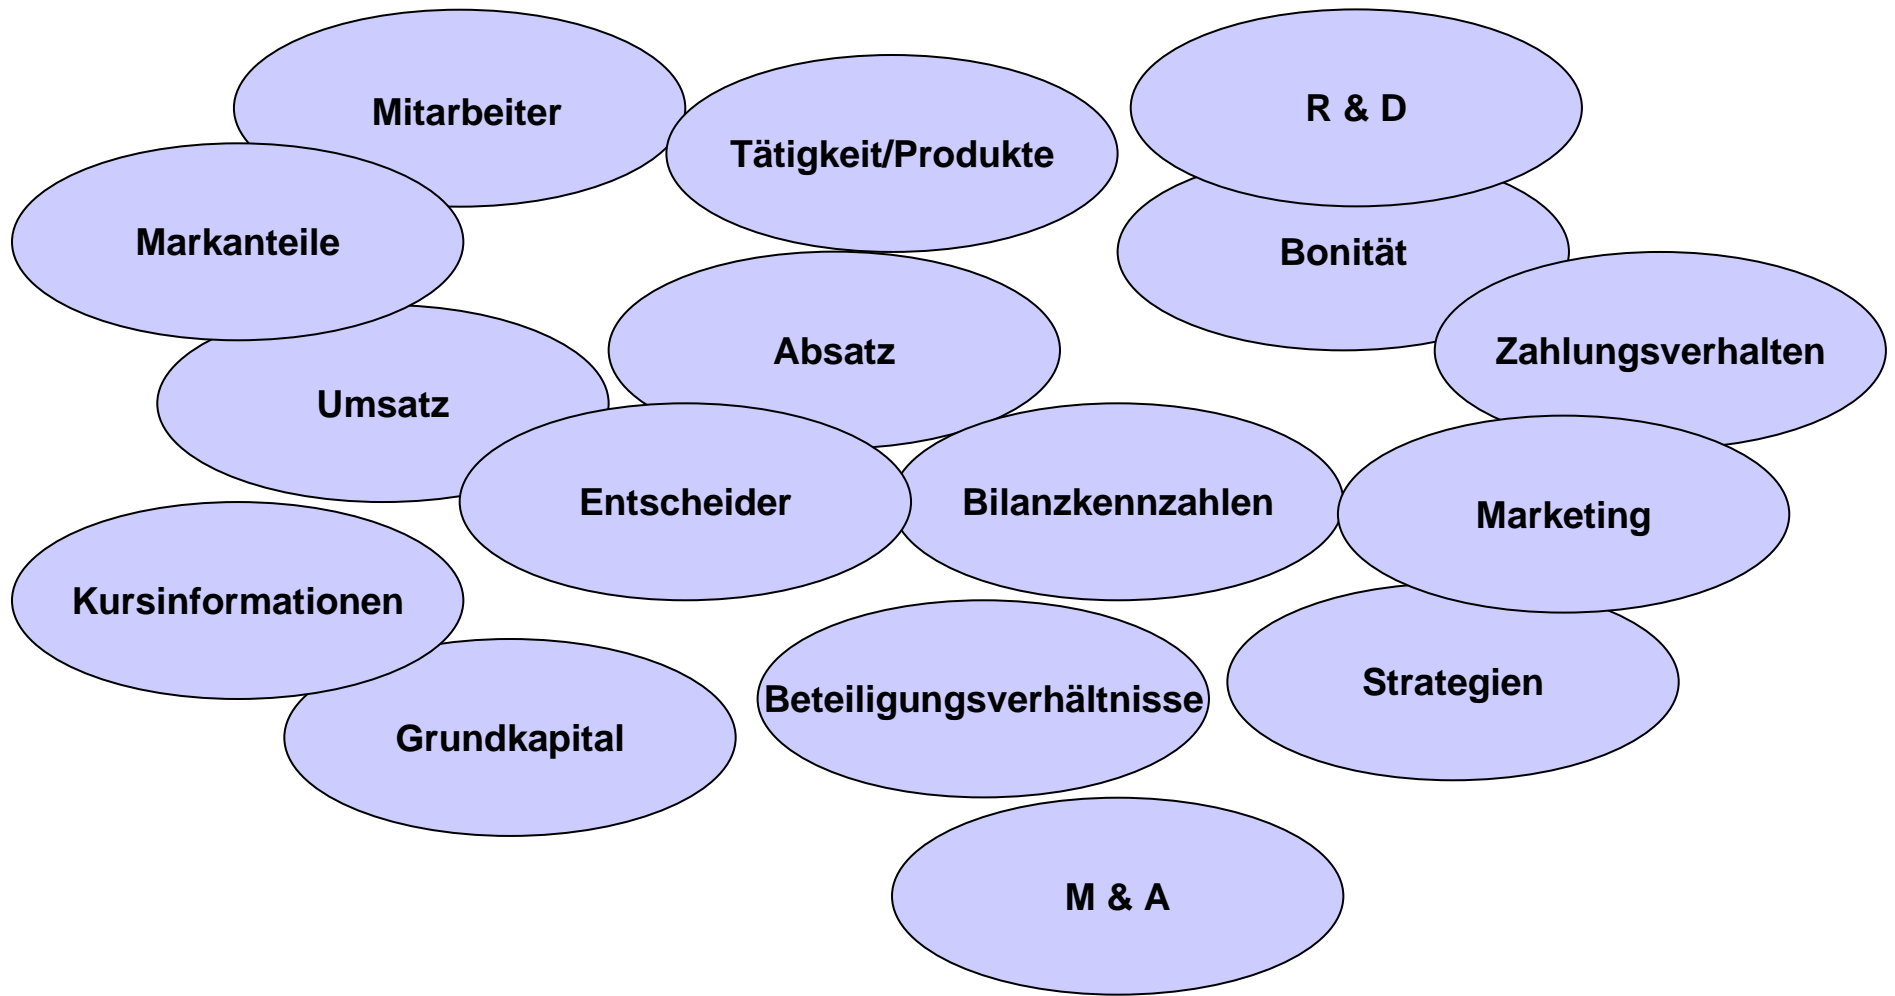 Mitarbeiter
R & D
Tätigkeit/Produkte
Markanteile
Bonität
Absatz
Zahlungsverhalten
Umsatz
Entscheider
Bilanzkennzahlen
Marketing
Kursinformationen
Strategien
Beteiligungsverhältnisse
Grundkapital
M & A